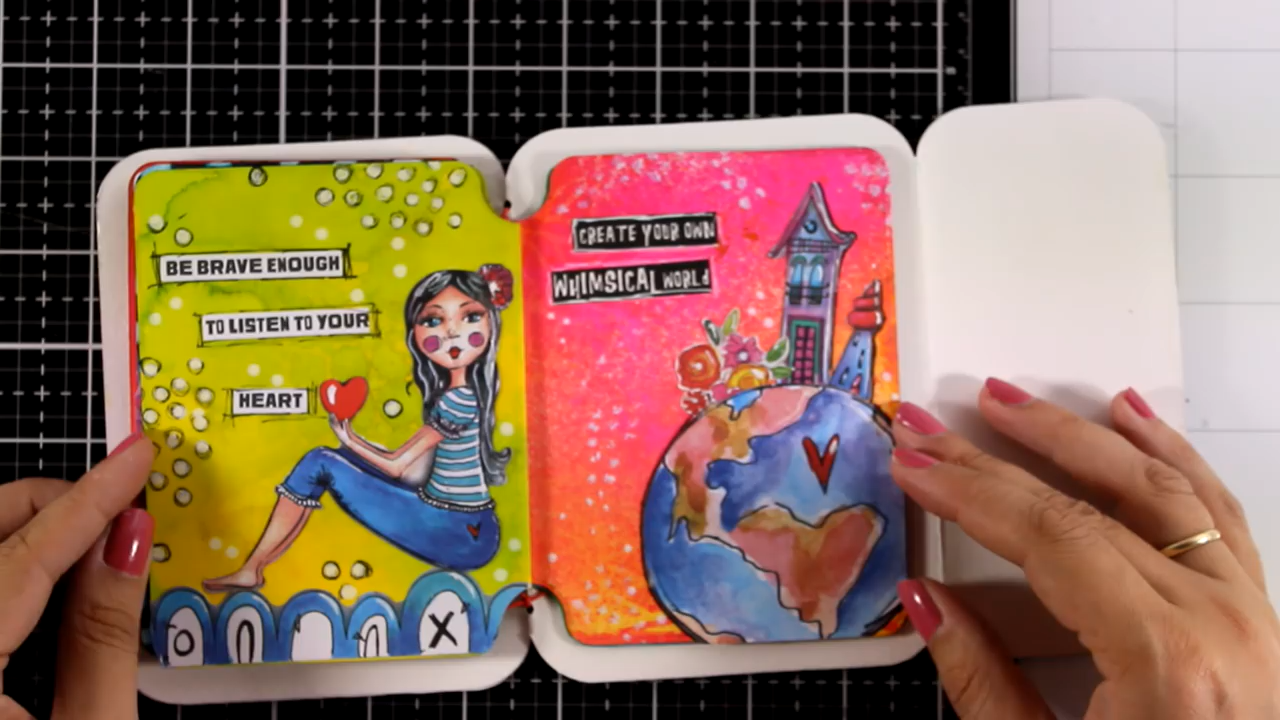 BE BRAVE ENOUGH
TO LISTEN TO YOUR
HEART
X
CREATE YOUR OWN
WHIMSICAL WORLD